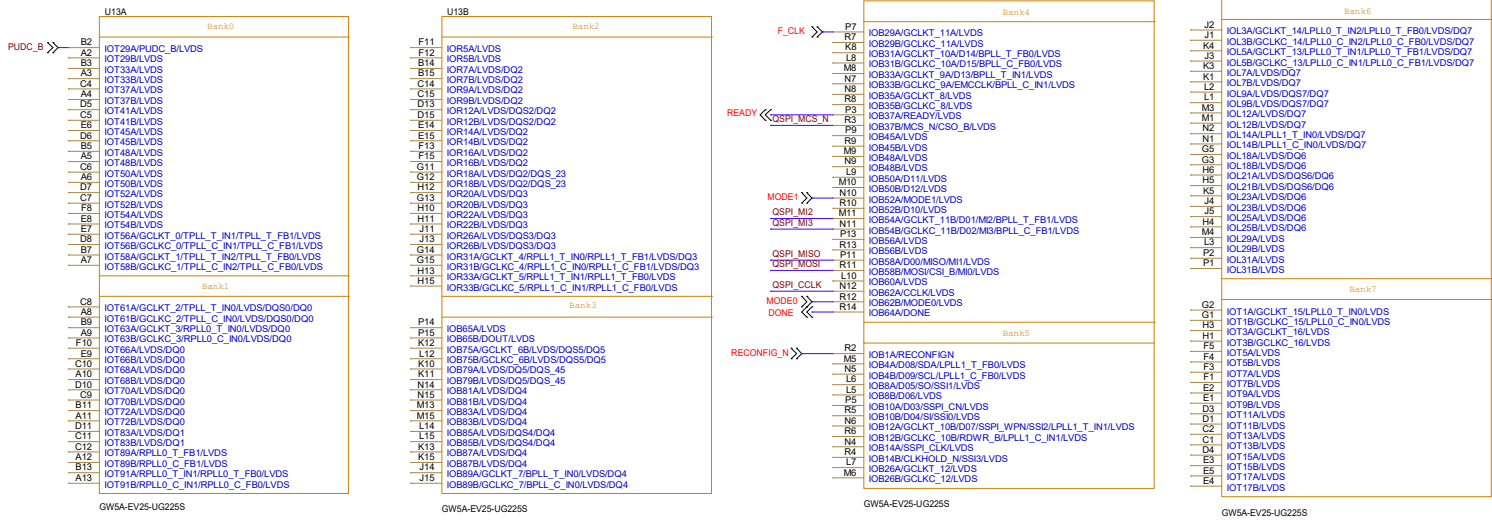 U13A
Bank0
PUDC_B B2 IOT29A/PUDC_B/LVDS
A2 IOT29B/LVDS
B3 IOT33A/LVDS
A3 IOT33B/LVDS
C4 IOT37A/LVDS
A4 IOT37B/LVDS
D5 IOT41A/LVDS
C5 IOT41B/LVDS
E6 IOT45A/LVDS
D6 IOT45B/LVDS
B5 IOT48A/LVDS
A5 IOT48B/LVDS
C6 IOT50A/LVDS
A6 IOT50B/LVDS
D7 IOT52A/LVDS
C7 IOT52B/LVDS
F8 IOT54A/LVDS
E8 IOT54B/LVDS
E7 IOT56A/GCLKT_0/TPLL_T_IN1/TPLL_T_FB1/LVDS
D8 IOT56B/GCLKC_0/TPLL_C_IN1/TPLL_C_FB1/LVDS
B7 IOT58A/GCLKT_1/TPLL_T_IN2/TPLL_T_FB0/LVDS
A7 IOT58B/GCLKC_1/TPLL_C_IN2/TPLL_C_FB0/LVDS
Bank1
C8 IOT61A/GCLKT_2/TPLL_T_IN0/LVDS/DQS0/DQ0
A8 IOT61B/GCLKC_2/TPLL_C_IN0/LVDS/DQS0/DQ0
B9 IOT63A/GCLKT_3/RPLL0_T_IN0/LVDS/DQ0
A9 IOT63B/GCLKC_3/RPLL0_C_IN0/LVDS/DQ0
F10 IOT66A/LVDS/DQ0
E9 IOT66B/LVDS/DQ0
C10 IOT68A/LVDS/DQ0
A10 IOT68B/LVDS/DQ0
D10 IOT70A/LVDS/DQ0
C9 IOT70B/LVDS/DQ0
B11 IOT72A/LVDS/DQ0
A11 IOT72B/LVDS/DQ0
D11 IOT83A/LVDS/DQ1
C11 IOT83B/LVDS/DQ1
C12 IOT89A/RPLL0_T_FB1/LVDS
A12 IOT89B/RPLL0_C_FB1/LVDS
B13 IOT91A/RPLL0_T_IN1/RPLL0_T_FB0/LVDS
A13 IOT91B/RPLL0_C_IN1/RPLL0_C_FB0/LVDS
GW5A-EV25-UG225S
U13B
Bank2
F11 IOR5A/LVDS
F12 IOR5B/LVDS
B14 IOR7A/LVDS/DQ2
B15 IOR7B/LVDS/DQ2
C14 IOR9A/LVDS/DQ2
C15 IOR9B/LVDS/DQ2
D13 IOR12A/LVDS/DQS2/DQ2
D15 IOR12B/LVDS/DQS2/DQ2
E14 IOR14A/LVDS/DQ2
E15 IOR14B/LVDS/DQ2
F13 IOR16A/LVDS/DQ2
F15 IOR16B/LVDS/DQ2
G11 IOR18A/LVDS/DQ2/DQS_23
G12 IOR18B/LVDS/DQ2/DQS_23
H12 IOR20A/LVDS/DQ3
G13 IOR20B/LVDS/DQ3
H10 IOR22A/LVDS/DQ3
H11 IOR22B/LVDS/DQ3
J11 IOR26A/LVDS/DQS3/DQ3
J13 IOR26B/LVDS/DQS3/DQ3
G14 IOR31A/GCLKT_4/RPLL1_T_IN0/RPLL1_T_FB1/LVDS/DQ3
G15 IOR31B/GCLKC_4/RPLL1_C_IN0/RPLL1_C_FB1/LVDS/DQ3
H13 IOR33A/GCLKT_5/RPLL1_T_IN1/RPLL1_T_FB0/LVDS
H15 IOR33B/GCLKC_5/RPLL1_C_IN1/RPLL1_C_FB0/LVDS
Bank3
P14 IOB65A/LVDS
P15 IOB65B/DOUT/LVDS
K12 IOB75A/GCLKT_6B/LVDS/DQS5/DQ5
L12 IOB75B/GCLKC_6B/LVDS/DQS5/DQ5
K10 IOB79A/LVDS/DQ5/DQS_45
K11 IOB79B/LVDS/DQ5/DQS_45
N14 IOB81A/LVDS/DQ4
N15 IOB81B/LVDS/DQ4
M13 IOB83A/LVDS/DQ4
M15 IOB83B/LVDS/DQ4
L14 IOB85A/LVDS/DQS4/DQ4
L15 IOB85B/LVDS/DQS4/DQ4
K13 IOB87A/LVDS/DQ4
K15 IOB87B/LVDS/DQ4
J14 IOB89A/GCLKT_7/BPLL_T_IN0/LVDS/DQ4
J15 IOB89B/GCLKC_7/BPLL_C_IN0/LVDS/DQ4
GW5A-EV25-UG225S
Bank4
F_CLK P7 IOB29A/GCLKT_11A/LVDS
R7 IOB29B/GCLKC_11A/LVDS
K8 IOB31A/GCLKT_10A/D14/BPLL_T_FB0/LVDS
L8 IOB31B/GCLKC_10A/D15/BPLL_C_FB0/LVDS
M8 IOB33A/GCLKT_9A/D13/BPLL_T_IN1/LVDS
N7 IOB33B/GCLKC_9A/EMCCLK/BPLL_C_IN1/LVDS
N8 IOB35A/GCLKT_8/LVDS
R8 IOB35B/GCLKC_8/LVDS
READY P3 IOB37A/READY/LVDS
QSPI_MCS_N R3 IOB37B/MCS_N/CSO_B/LVDS
P9 IOB45A/LVDS
R9 IOB45B/LVDS
M9 IOB48A/LVDS
N9 IOB48B/LVDS
L9 IOB50A/D11/LVDS
M10 IOB50B/D12/LVDS
MODE1 N10 IOB52A/MODE1/LVDS
R10 IOB52B/D10/LVDS
QSPI_MI2 M11 IOB54A/GCLKT_11B/D01/MI2/BPLL_T_FB1/LVDS
QSPI_MI3 N11 IOB54B/GCLKC_11B/D02/MI3/BPLL_C_FB1/LVDS
P13 IOB56A/LVDS
R13 IOB56B/LVDS
QSPI_MISO P11 IOB58A/D00/MISO/MI1/LVDS
QSPI_MOSI R11 IOB58B/MOSI/CSI_B/MI0/LVDS
L10 IOB60A/LVDS
QSPI_CCLK N12 IOB62A/CCLK/LVDS
MODE0 R12 IOB62B/MODE0/LVDS
DONE R14 IOB64A/DONE
Bank5
RECONFIG_N R2 IOB1A/RECONFIGN
M5 IOB4A/D08/SDA/LPLL1_T_FB0/LVDS
N5 IOB4B/D09/SCL/LPLL1_C_FB0/LVDS
L6 IOB8A/D05/SO/SSI1/LVDS
L5 IOB8B/D06/LVDS
P5 IOB10A/D03/SSPI_CN/LVDS
R5 IOB10B/D04/SI/SSI0/LVDS
N6 IOB12A/GCLKT_10B/D07/SSPI_WPN/SSI2/LPLL1_T_IN1/LVDS
R6 IOB12B/GCLKC_10B/RDWR_B/LPLL1_C_IN1/LVDS
N4 IOB14A/SSPI_CLK/LVDS
R4 IOB14B/CLKHOLD_N/SSI3/LVDS
L7 IOB26A/GCLKT_12/LVDS
M6 IOB26B/GCLKC_12/LVDS
GW5A-EV25-UG225S
Bank6
J2 IOL3A/GCLKT_14/LPLL0_T_IN2/LPLL0_T_FB0/LVDS/DQ7
J1 IOL3B/GCLKC_14/LPLL0_C_IN2/LPLL0_C_FB0/LVDS/DQ7
K4 IOL5A/GCLKT_13/LPLL0_T_IN1/LPLL0_T_FB1/LVDS/DQ7
J3 IOL5B/GCLKC_13/LPLL0_C_IN1/LPLL0_C_FB1/LVDS/DQ7
K3 IOL7A/LVDS/DQ7
K1 IOL7B/LVDS/DQ7
L2 IOL9A/LVDS/DQS7/DQ7
L1 IOL9B/LVDS/DQS7/DQ7
M3 IOL12A/LVDS/DQ7
M1 IOL12B/LVDS/DQ7
N2 IOL14A/LPLL1_T_IN0/LVDS/DQ7
N1 IOL14B/LPLL1_C_IN0/LVDS/DQ7
G5 IOL18A/LVDS/DQ6
G3 IOL18B/LVDS/DQ6
H6 IOL21A/LVDS/DQS6/DQ6
H5 IOL21B/LVDS/DQS6/DQ6
K5 IOL23A/LVDS/DQ6
J4 IOL23B/LVDS/DQ6
J5 IOL25A/LVDS/DQ6
H4 IOL25B/LVDS/DQ6
M4 IOL29A/LVDS
L3 IOL29B/LVDS
P2 IOL31A/LVDS
P1 IOL31B/LVDS
Bank7
G2 IOT1A/GCLKT_15/LPLL0_T_IN0/LVDS
G1 IOT1B/GCLKC_15/LPLL0_C_IN0/LVDS
H3 IOT3A/GCLKT_16/LVDS
H1 IOT3B/GCLKC_16/LVDS
F5 IOT5A/LVDS
F4 IOT5B/LVDS
F3 IOT7A/LVDS
F1 IOT7B/LVDS
E2 IOT9A/LVDS
E1 IOT9B/LVDS
D3 IOT11A/LVDS
D1 IOT11B/LVDS
C2 IOT13A/LVDS
C1 IOT13B/LVDS
D4 IOT15A/LVDS
E3 IOT15B/LVDS
E5 IOT17A/LVDS
E4 IOT17B/LVDS
GW5A-EV25-UG225S